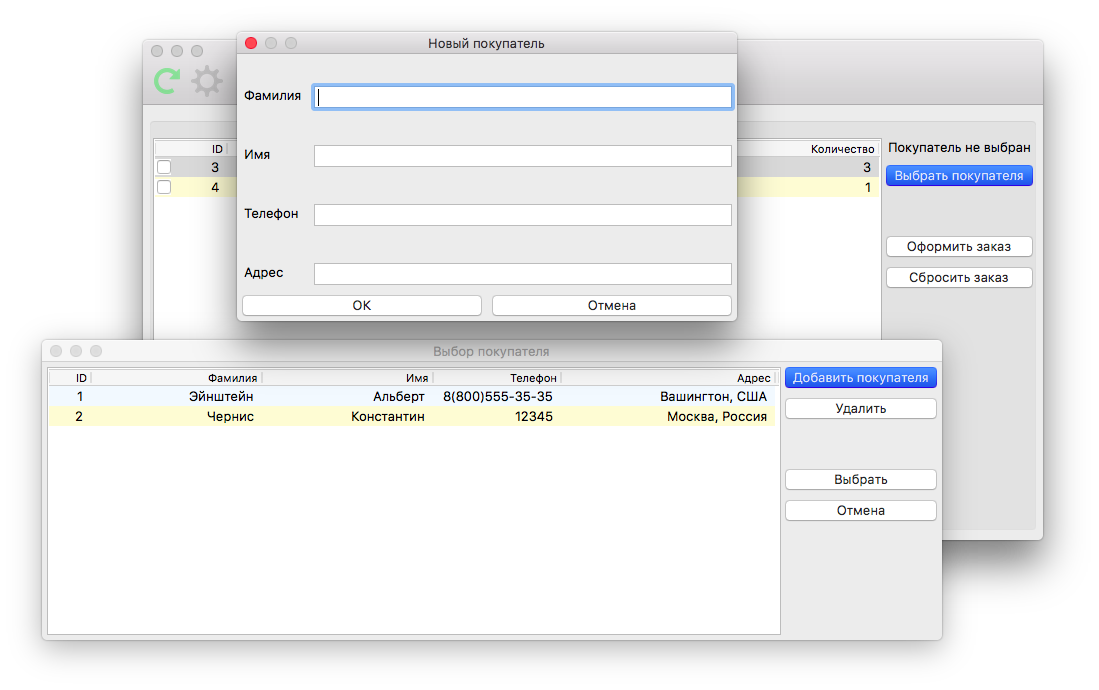 Новый покупатель
Фамилия
Имя
Телефон
Адрес
OK Отмена
ID Количество
3 3
4 1
Покупатель не выбран
Выбрать покупателя
Оформить заказ
Сбросить заказ
Выбор покупателя
ID Фамилия Имя Телефон Адрес
1 Эйнштейн Альберт 8(800)555-35-35 Вашингтон, США
2 Чернис Константин 12345 Москва, Россия
Добавить покупателя
Удалить
Выбрать
Отмена